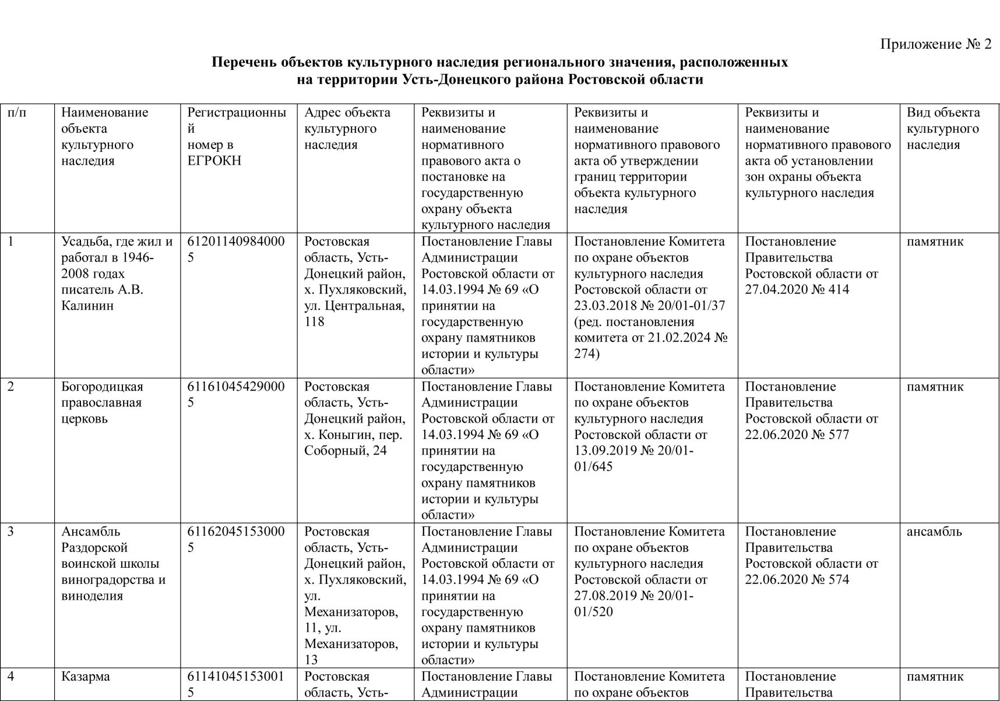 Приложение № 2
Перечень объектов культурного наследия регионального значения, расположенных
на территории Усть-Донецкого района Ростовской области
п/п
Наименование
объекта
культурного
наследия
Регистрационны
й
номер в
ЕГРОКН
Адрес объекта
культурного
наследия
Реквизиты и
наименование
нормативного
правового акта о
постановке на
государственную
охрану объекта
культурного наследия
Реквизиты и
наименование
нормативного правового
акта об утверждении
границ территории
объекта культурного
наследия
Реквизиты и
наименование
нормативного правового
акта об установлении
зон охраны объекта
культурного наследия
Вид объекта
культурного
наследия
1
Усадьба, где жил и
работал в 1946-
2008 годах
писатель А.В.
Калинин
61201140984000
5
Ростовская
область, Усть-
Донецкий район,
х. Пухляковский,
ул. Центральная,
118
Постановление Главы
Администрации
Ростовской области от
14.03.1994 № 69 «О
принятии на
государственную
охрану памятников
истории и культуры
области»
Постановление Комитета
по охране объектов
культурного наследия
Ростовской области от
23.03.2018 № 20/01-01/37
(ред. постановления
комитета от 21.02.2024 №
274)
Постановление
Правительства
Ростовской области от
27.04.2020 № 414
памятник
2
Богородицкая
православная
церковь
61161045429000
5
Ростовская
область, Усть-
Донецкий район,
х. Коныгин, пер.
Соборный, 24
Постановление Главы
Администрации
Ростовской области от
14.03.1994 № 69 «О
принятии на
государственную
охрану памятников
истории и культуры
области»
Постановление Комитета
по охране объектов
культурного наследия
Ростовской области от
13.09.2019 № 20/01-
01/645
Постановление
Правительства
Ростовской области от
22.06.2020 № 577
памятник
3
Ансамбль
Раздорской
воинской школы
виноградорства и
виноделия
61162045153000
5
Ростовская
область, Усть-
Донецкий район,
х. Пухляковский,
ул.
Механизаторов,
11, ул.
Механизаторов,
13
Постановление Главы
Администрации
Ростовской области от
14.03.1994 № 69 «О
принятии на
государственную
охрану памятников
истории и культуры
области»
Постановление Комитета
по охране объектов
культурного наследия
Ростовской области от
27.08.2019 № 20/01-
01/520
Постановление
Правительства
Ростовской области от
22.06.2020 № 574
ансамбль
4
Казарма
61141045153001
5
Ростовская
область, Усть-
Постановление Главы
Администрации
Постановление Комитета
по охране объектов
Постановление
Правительства
памятник